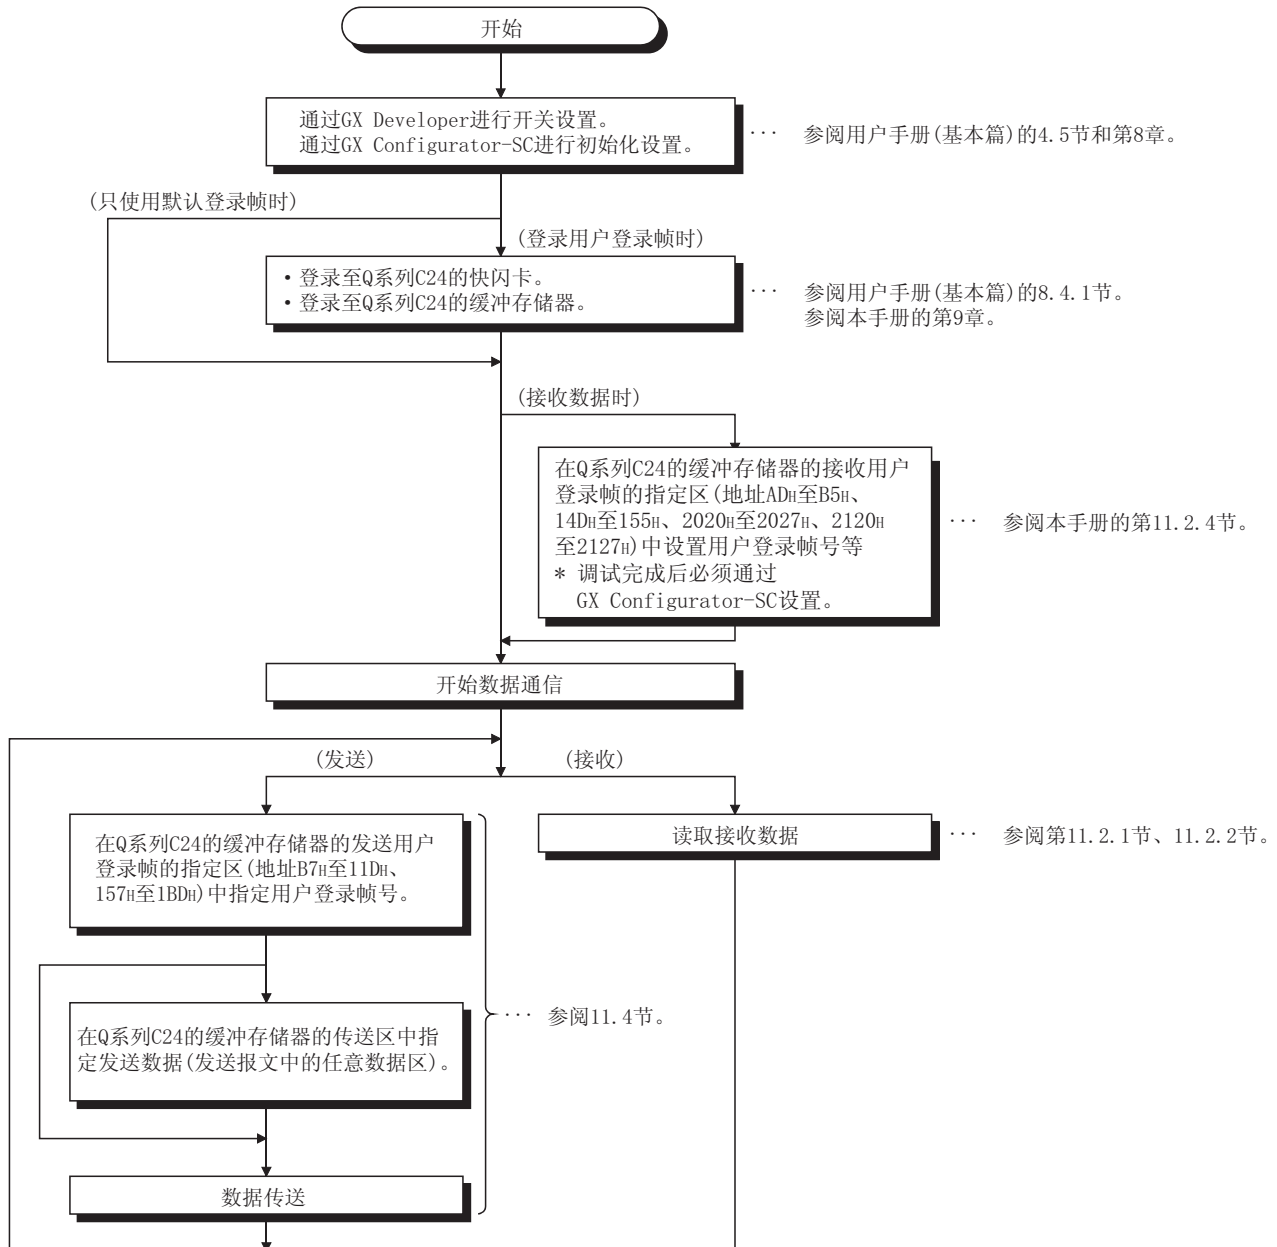 开始
通过GX Developer进行开关设置。
通过GX Configurator-SC进行初始化设置。
··· 参阅用户手册(基本篇)的4.5节和第8章。
(只使用默认登录帧时)
(登录用户登录帧时)
・登录至Q系列C24的快闪卡。
・登录至Q系列C24的缓冲存储器。
··· 参阅用户手册(基本篇)的8.4.1节。
参阅本手册的第9章。
(接收数据时)
在Q系列C24的缓冲存储器的接收用户
登录帧的指定区(地址ADH至B5H、
14DH至155H、2020H至2027H、2120H
至2127H)中设置用户登录帧号等
* 调试完成后必须通过
GX Configurator-SC设置。
··· 参阅本手册的第11.2.4节。
开始数据通信
(发送)
(接收)
在Q系列C24的缓冲存储器的发送用户
登录帧的指定区(地址B7H至11DH、
157H至1BDH)中指定用户登录帧号。
读取接收数据
··· 参阅第11.2.1节、11.2.2节。
在Q系列C24的缓冲存储器的传送区中指
定发送数据(发送报文中的任意数据区)。
··· 参阅11.4节。
数据传送